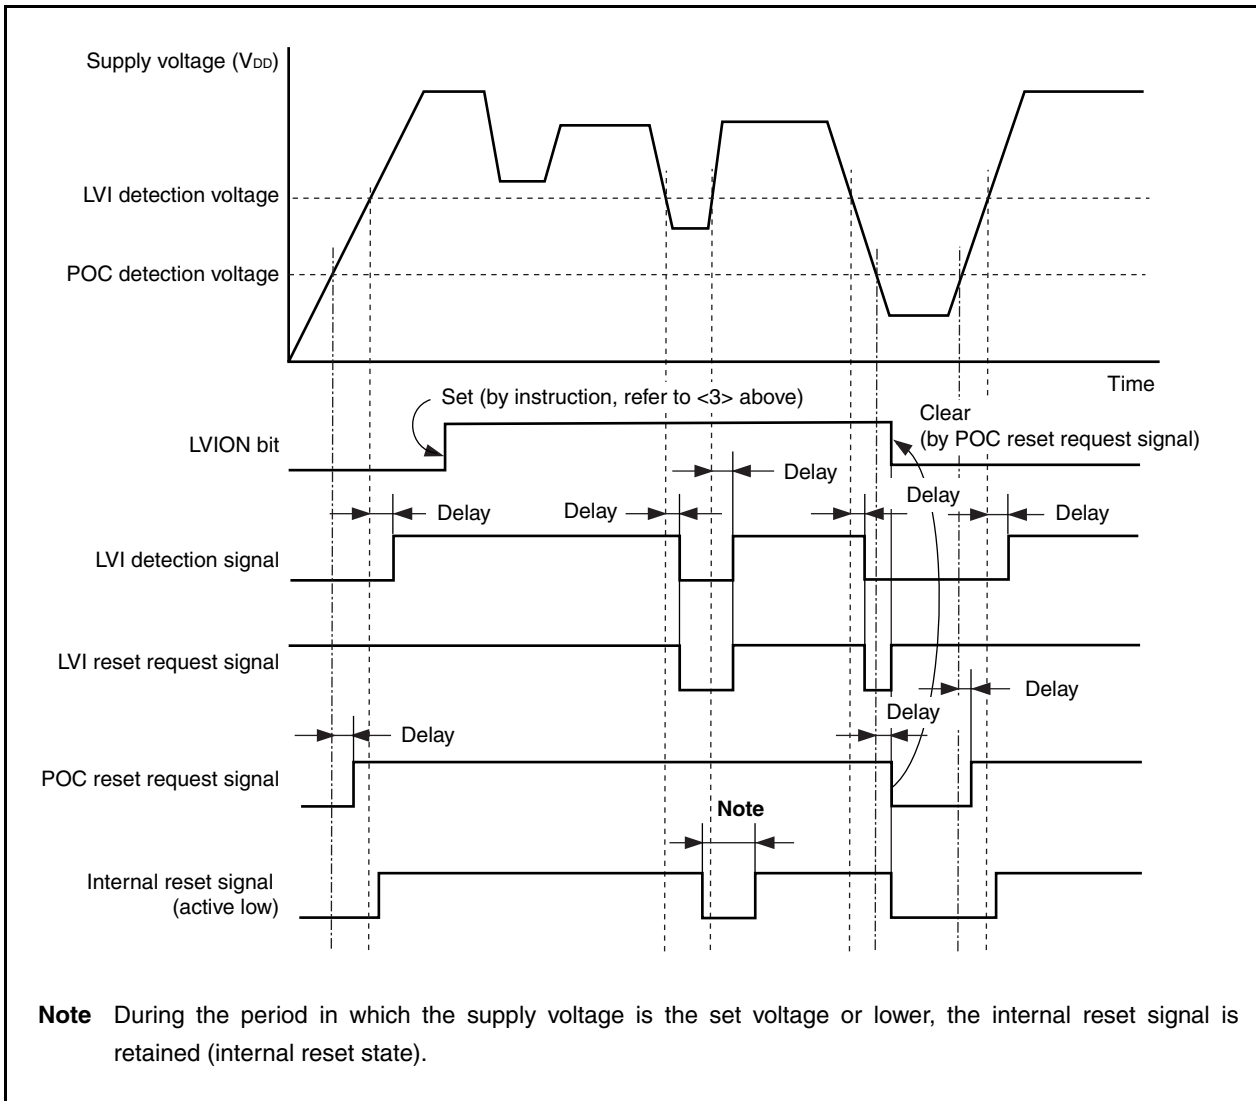 Supply voltage (VDD)
LVI detection voltage
POC detection voltage
Time
Set (by instruction, refer to <3> above)
Clear
(by POC reset request signal)
LVION bit
Delay
Delay
Delay
Delay
Delay
LVI detection signal
LVI reset request signal
Delay
Delay
Delay
POC reset request signal
Note
Internal reset signal
(active low)
Note During the period in which the supply voltage is the set voltage or lower, the internal reset signal is
retained (internal reset state).